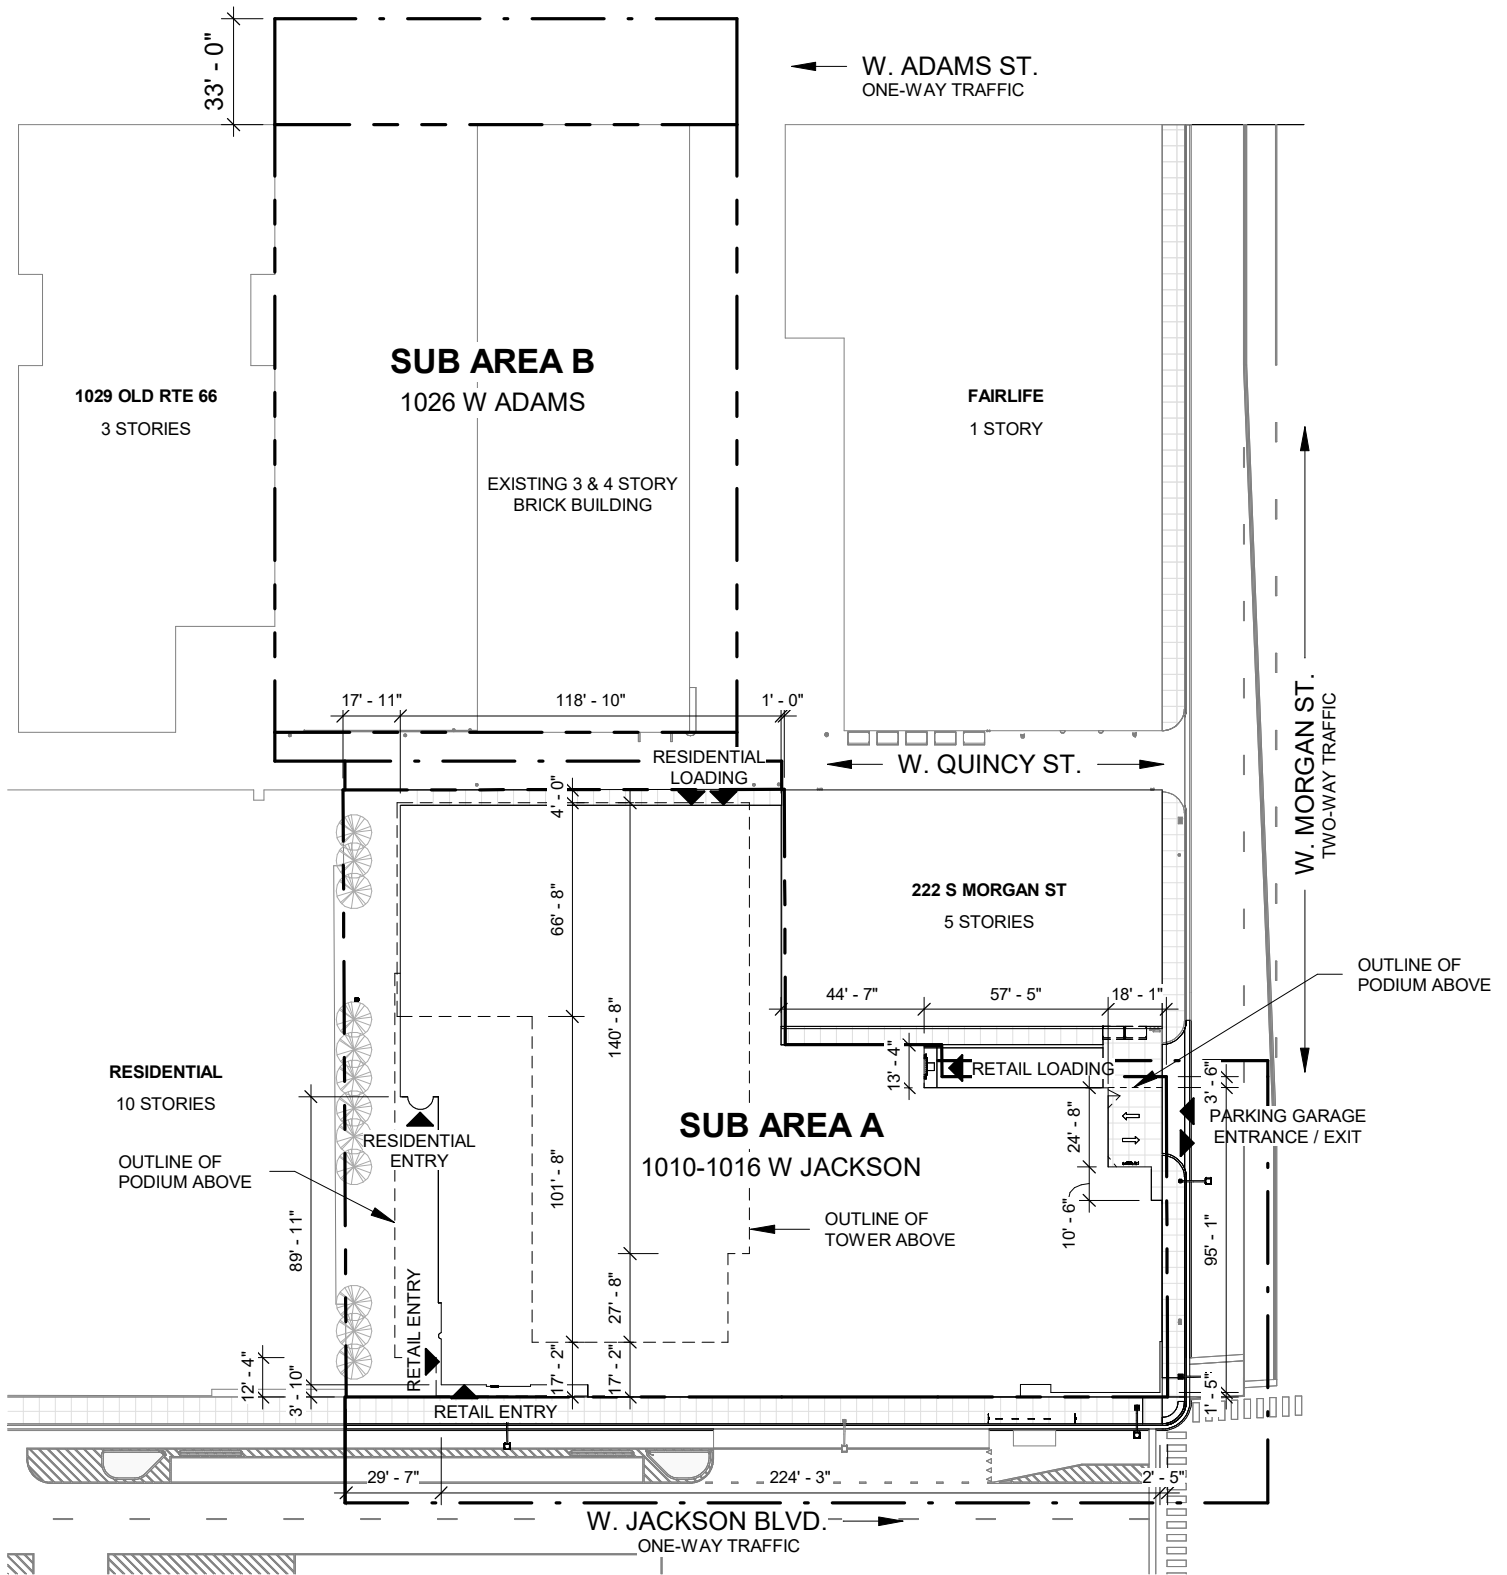 33' - 0"
W. ADAMS ST.
ONE-WAY TRAFFIC
SUB AREA B
1026 W ADAMS
1029 OLD RTE 66
3 STORIES
FAIRLIFE
1 STORY
EXISTING 3 & 4 STORY
BRICK BUILDING
W. MORGAN ST.
TWO-WAY TRAFFIC
17' - 11"
118' - 10"
1' - 0"
RESIDENTIAL
LOADING
W. QUINCY ST.
4' - 0"
66' - 8"
140' - 8"
222 S MORGAN ST
5 STORIES
OUTLINE OF
PODIUM ABOVE
44' - 7"
57' - 5"
18' - 1"
13' - 4"
RETAIL LOADING
3' - 6"
RESIDENTIAL
10 STORIES
SUB AREA A
1010-1016 W JACKSON
24' - 8"
PARKING GARAGE
ENTRANCE / EXIT
RESIDENTIAL
ENTRY
OUTLINE OF
PODIUM ABOVE
101' - 8"
OUTLINE OF
TOWER ABOVE
10' - 6"
95' - 1"
89' - 11"
RETAIL ENTRY
27' - 8"
12' - 4"
3' - 10"
17' - 2"
17' - 2"
1' - 5"
RETAIL ENTRY
29' - 7"
224' - 3"
2' - 5"
W. JACKSON BLVD.
ONE-WAY TRAFFIC